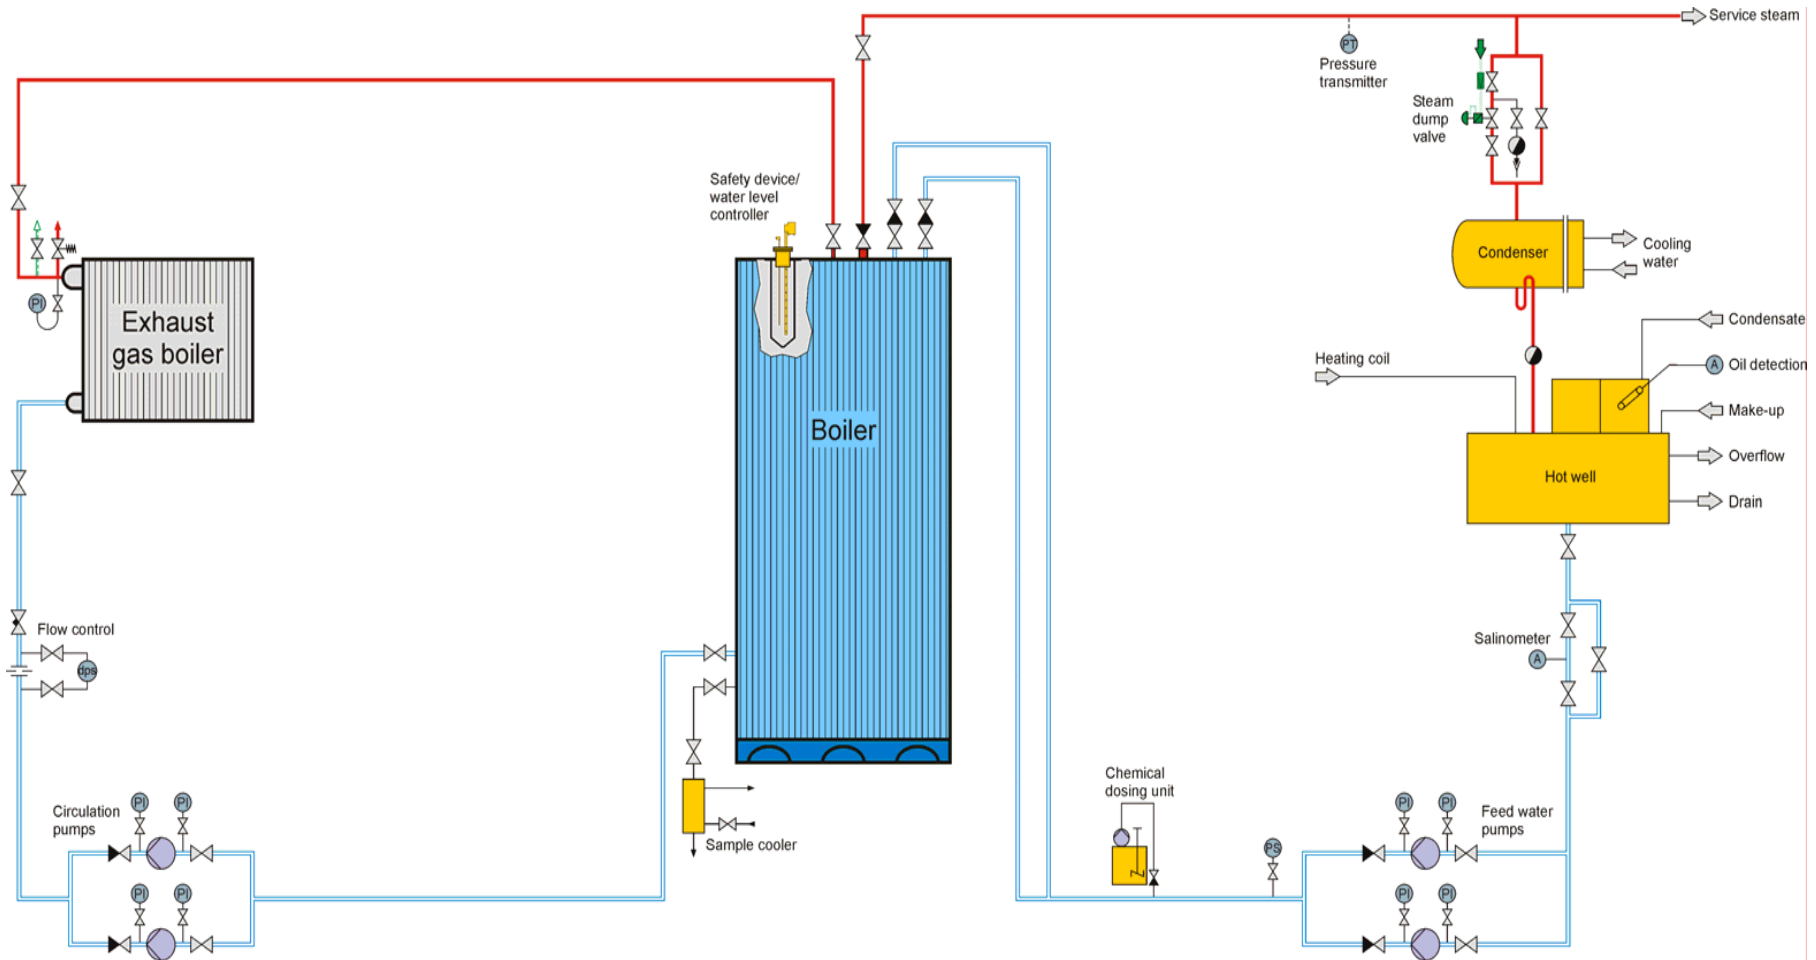 Service steam
PT
Pressure
transmitter
Steam
dump
valve
Safety device/
water level
controller
Condenser
Cooling
water
PI
Exhaust
gas boiler
Condensate
Heating coil
A
Oil detection
Make-up
Boiler
Overflow
Hot well
Drain
Flow control
dps
Salinometer
A
Chemical
dosing unit
Circulation
pumps
PI
PI
PI
PI
Feed water
pumps
Sample cooler
PS
PI
PI
PI
PI